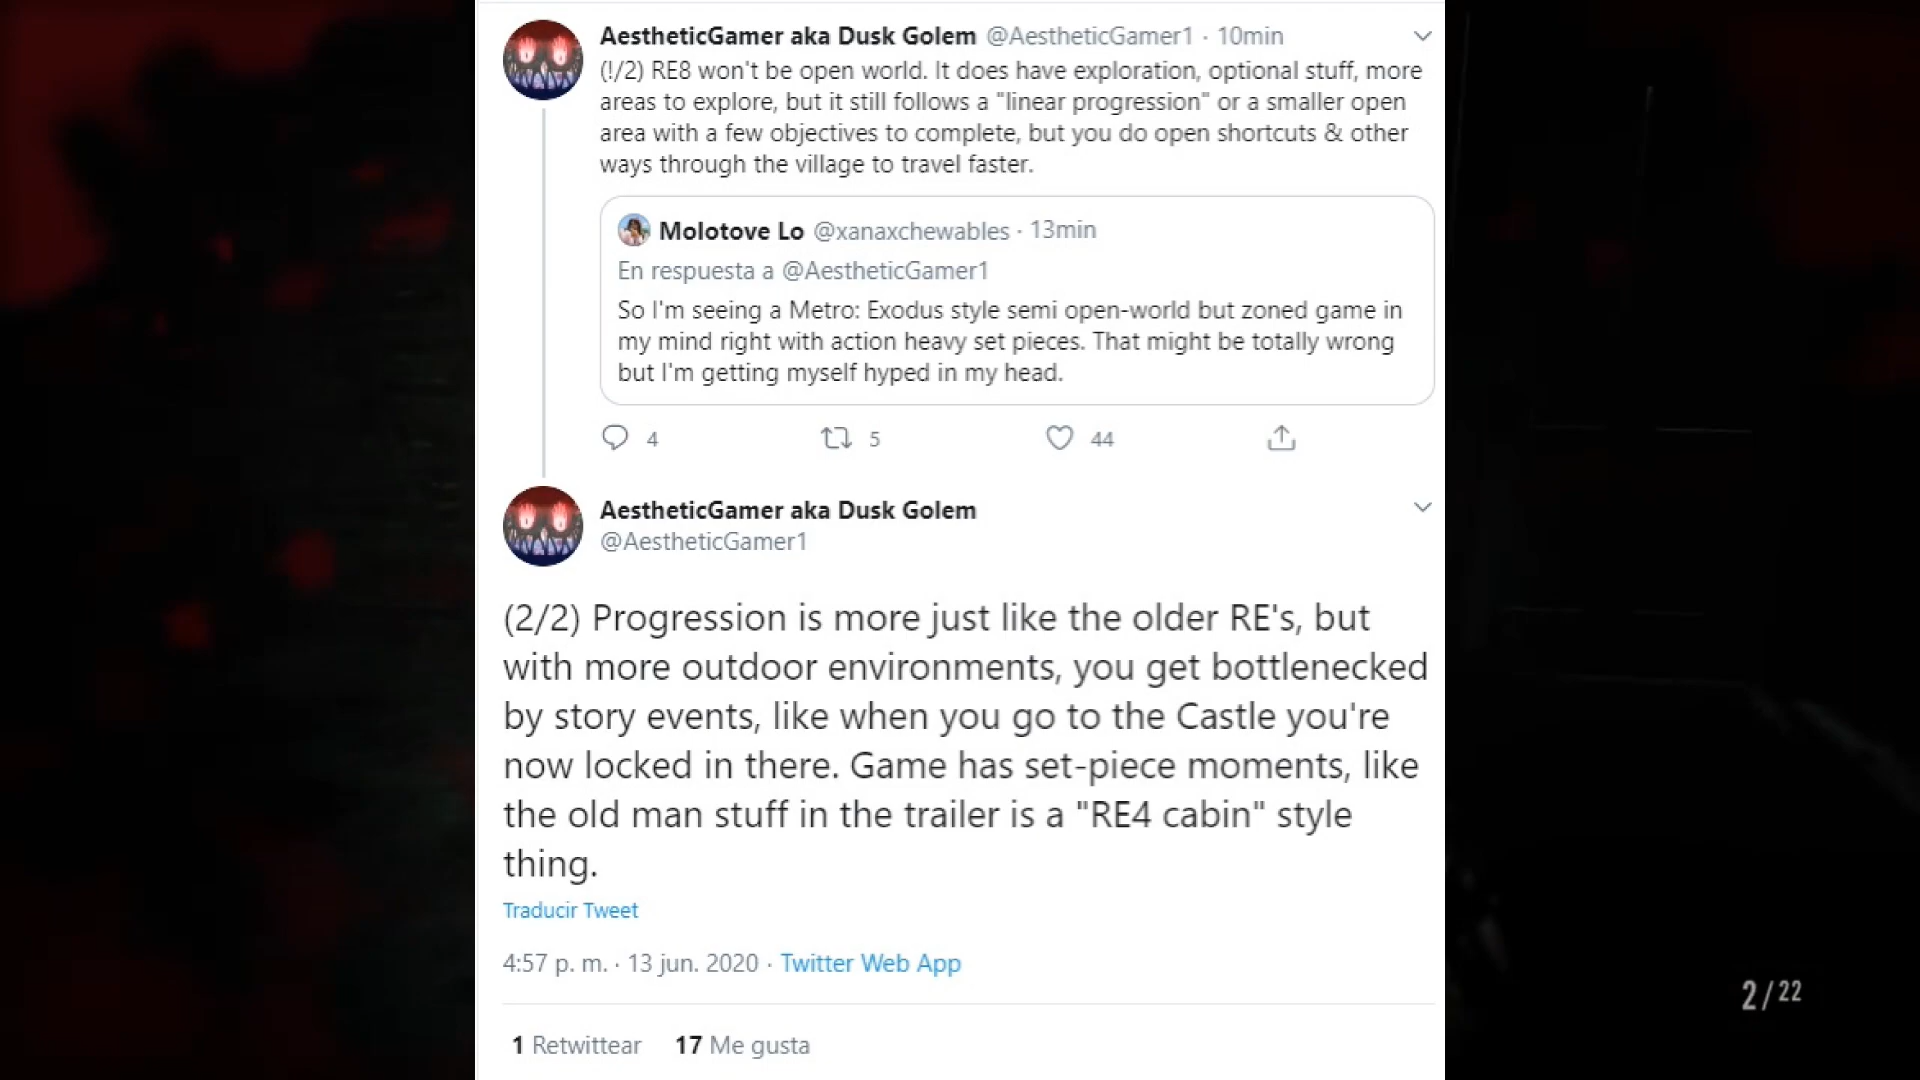 AestheticGamer aka Dusk Golem @AestheticGamer1 · 10min
(!/2) RE8 won't be open world. It does have exploration, optional stuff, more
areas to explore, but it still follows a "linear progression" or a smaller open
area with a few objectives to complete, but you do open shortcuts & other
ways through the village to travel faster.
Molotove Lo @xanaxchewables · 13min
En respuesta a @AestheticGamer1
So I'm seeing a Metro: Exodus style semi open-world but zoned game in
my mind right with action heavy set pieces. That might be totally wrong
but I'm getting myself hyped in my head.
4 5 44
AestheticGamer aka Dusk Golem
@AestheticGamer1
(2/2) Progression is more just like the older RE's, but
with more outdoor environments, you get bottlenecked
by story events, like when you go to the Castle you're
now locked in there. Game has set-piece moments, like
the old man stuff in the trailer is a "RE4 cabin" style
thing.
Traducir Tweet
4:57 p. m. · 13 jun. 2020 · Twitter Web App
2/22
1 Retwittear 17 Me gusta